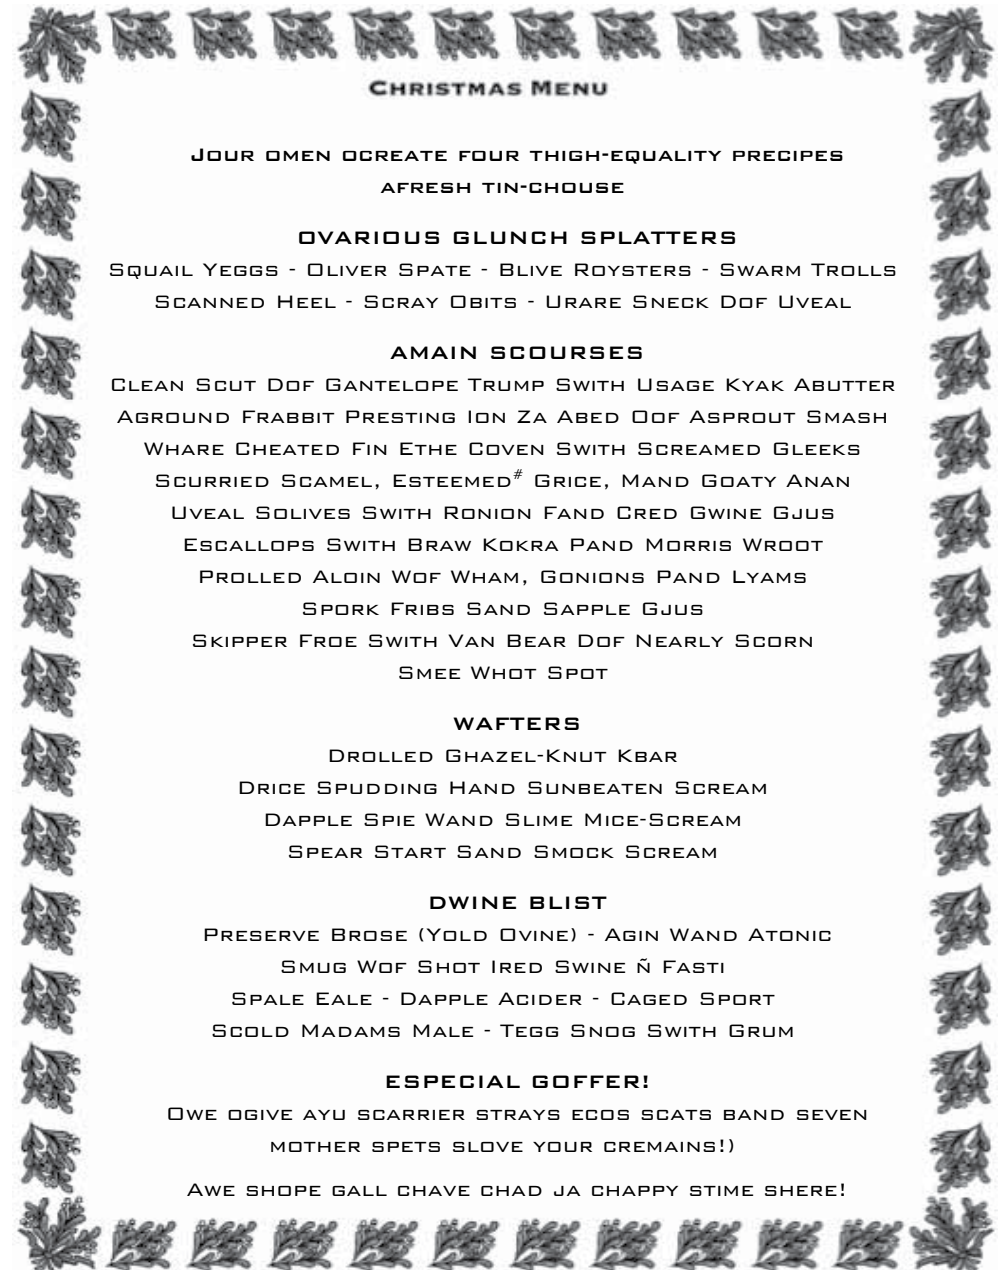 Christmas Menu
Jour omen ocreate four thigh-equality precipes
afresh tin-chouse
OVARIOUS GLUNCH SPLATTERS
Squail Yeggs - Oliver Spate - Blive Roysters - Swarm Trolls
Scanned Heel - Scray Obits - Urare Sneck Dof Uveal
AMAIN SCOURSES
Clean Scut Dof Gantelope Trump Swith Usage Kyak Abutter
Aground Frabbit Presting Ion Za Abed Oof Asprout Smash
Whare Cheated Fin Ethe Coven Swith Screamed Gleeks
Scurried Scamel, Esteemed# Grice, Mand Goaty Anan
Uveal Solives Swith Ronion Fand Cred Gwine Gjus
Escallops Swith Braw Kokra Pand Morris Wroot
Prolled Aloin Wof Wham, Gonions Pand Lyams
Spork Fribs Sand Sapple Gjus
Skipper Froe Swith Van Bear Dof Nearly Scorn
Smee Whot Spot
WAFTERS
Drolled Ghazel-Knut Kbar
Drice Spudding Hand Sunbeaten Scream
Dapple Spie Wand Slime Mice-Scream
Spear Start Sand Smock Scream
DWINE BLIST
Preserve Brose (Yold Ovine) - Agin Wand Atonic
Smug Wof Shot Ired Swine Ñ Fasti
Spale Eale - Dapple Acider - Caged Sport
Scold Madams Male - Tegg Snog Swith Grum
ESPECIAL GOFFER!
Owe ogive ayu scarrier strays ecos scats band seven
mother spets slove your cremains!)
Awe shope gall chave chad ja chappy stime shere!